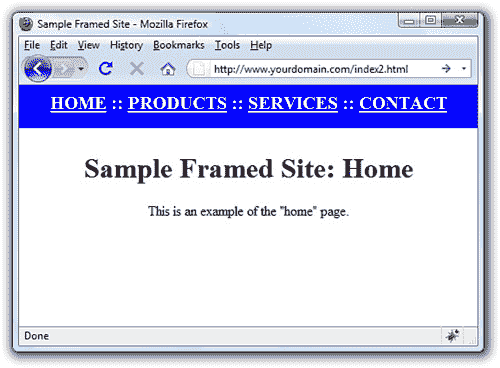 Sample Framed Site - Mozilla Firefox
File Edit View History Bookmarks Tools Help
http://www.yourdomain.com/index2.html
HOME :: PRODUCTS :: SERVICES :: CONTACT
Sample Framed Site: Home
This is an example of the "home" page.
Done